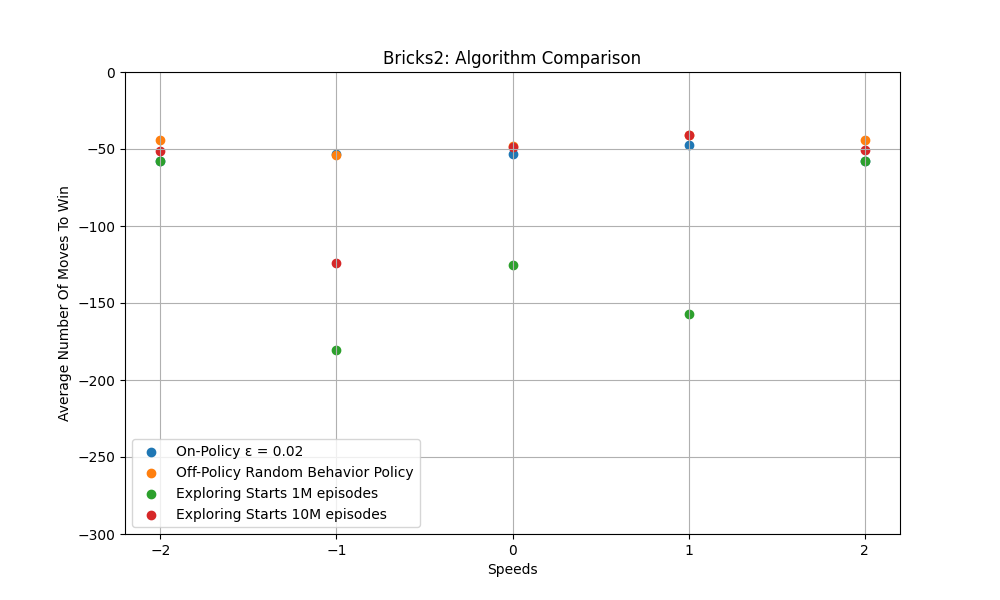 Bricks2: Algorithm Comparison
Average Number Of Moves To Win
0
−50
−100
−150
−200
−250
−300
On-Policy ε = 0.02
Off-Policy Random Behavior Policy
Exploring Starts 1M episodes
Exploring Starts 10M episodes
−2 −1 0 1 2
Speeds